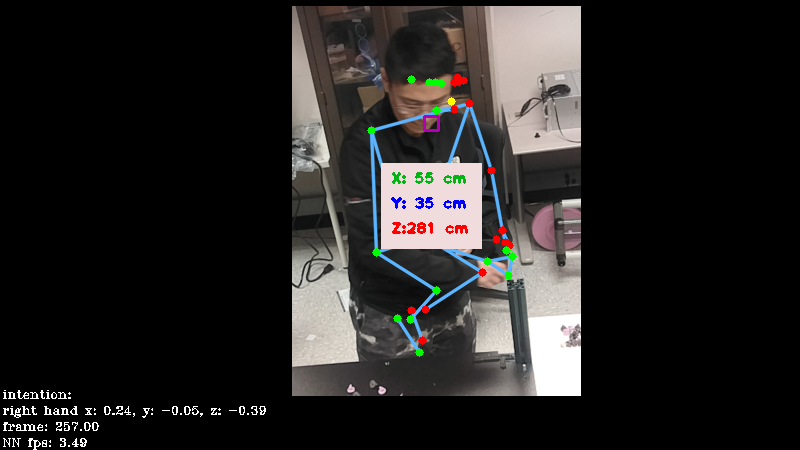 X: 55 cm
Y: 35 cm
Z:281 cm
intention:
right hand x: 0.24, y: -0.05, z: -0.39
frame: 257.00
NN fps: 3.49